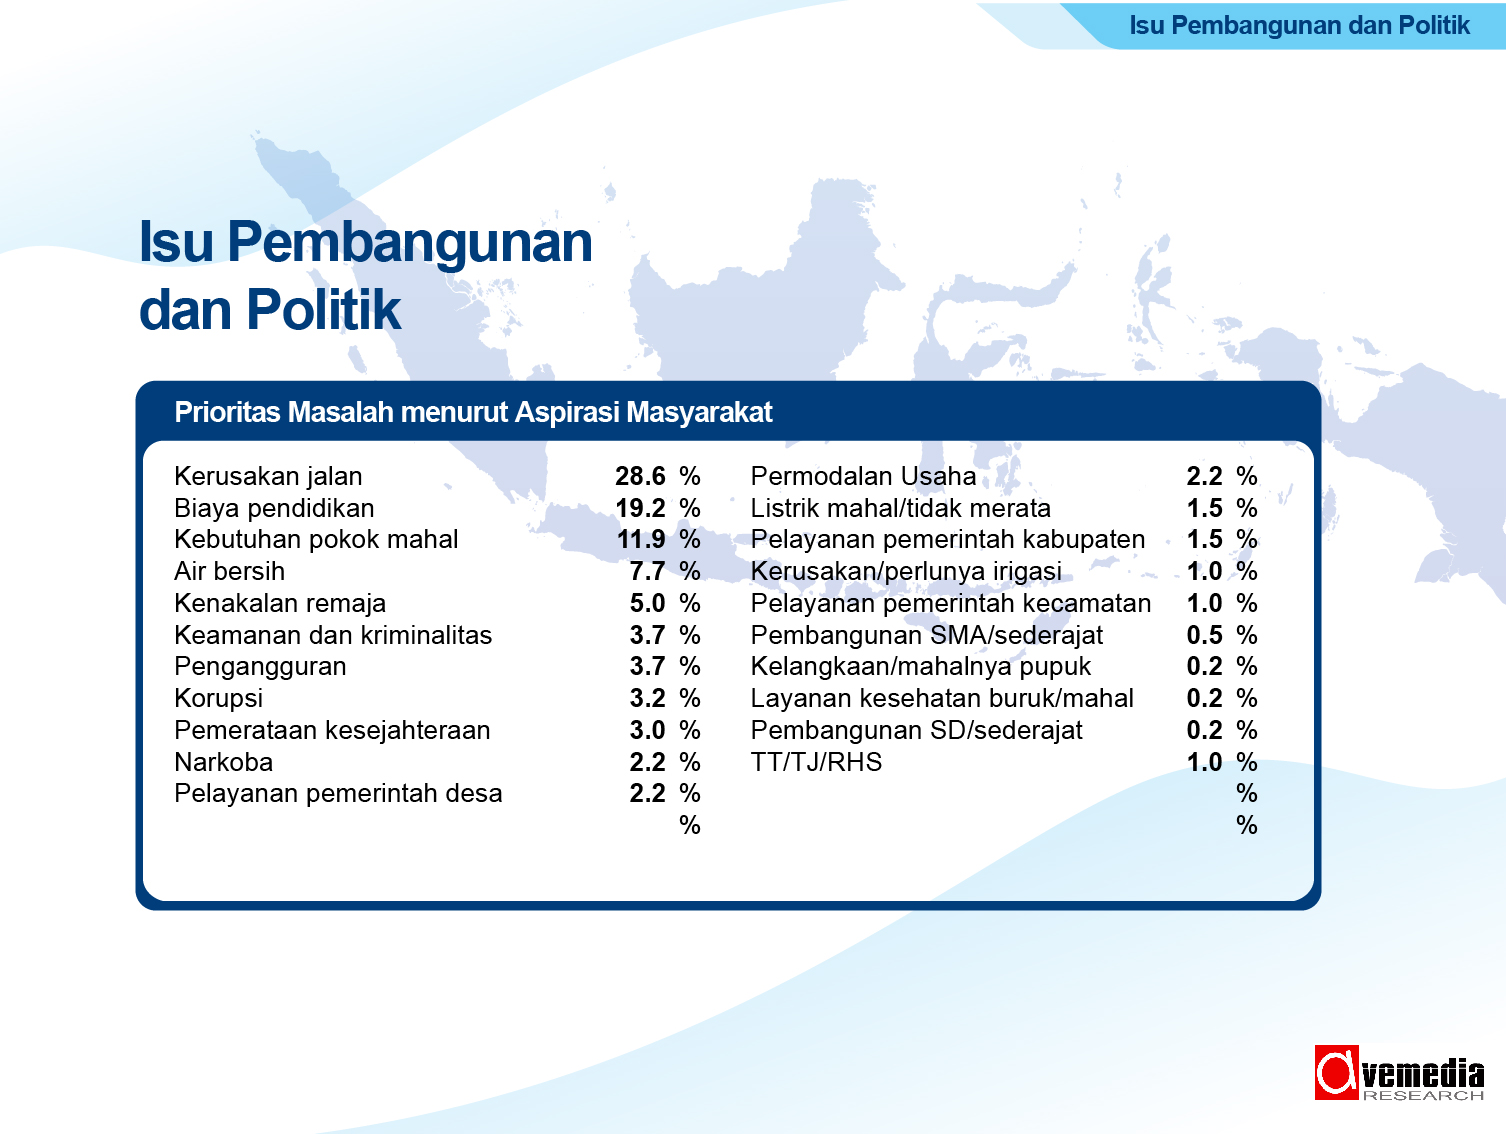 Isu Pembangunan dan Politik
Isu Pembangunan
dan Politik
Prioritas Masalah menurut Aspirasi Masyarakat
Kerusakan jalan 28.6 %
Biaya pendidikan 19.2 %
Kebutuhan pokok mahal 11.9 %
Air bersih 7.7 %
Kenakalan remaja 5.0 %
Keamanan dan kriminalitas 3.7 %
Pengangguran 3.7 %
Korupsi 3.2 %
Pemerataan kesejahteraan 3.0 %
Narkoba 2.2 %
Pelayanan pemerintah desa 2.2 %
%
Permodalan Usaha 2.2 %
Listrik mahal/tidak merata 1.5 %
Pelayanan pemerintah kabupaten 1.5 %
Kerusakan/perlunya irigasi 1.0 %
Pelayanan pemerintah kecamatan 1.0 %
Pembangunan SMA/sederajat 0.5 %
Kelangkaan/mahalnya pupuk 0.2 %
Layanan kesehatan buruk/mahal 0.2 %
Pembangunan SD/sederajat 0.2 %
TT/TJ/RHS 1.0 %
%
%
avemedia
RESEARCH